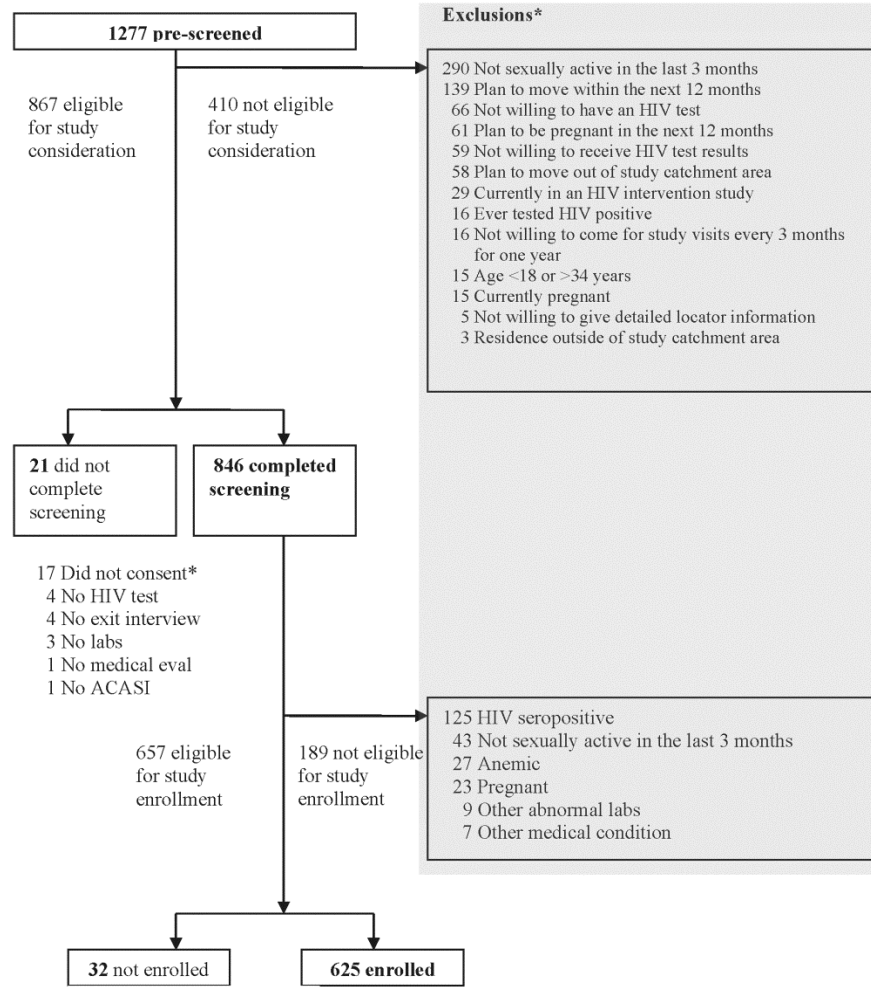 1277 pre-screened
867 eligible
for study
consideration
410 not eligible
for study
consideration
Exclusions*
290 Not sexually active in the last 3 months
139 Plan to move within the next 12 months
66 Not willing to have an HIV test
61 Plan to be pregnant in the next 12 months
59 Not willing to receive HIV test results
58 Plan to move out of study catchment area
29 Currently in an HIV intervention study
16 Ever tested HIV positive
16 Not willing to come for study visits every 3 months
for one year
15 Age <18 or >34 years
15 Currently pregnant
5 Not willing to give detailed locator information
3 Residence outside of study catchment area
21 did not
complete
screening
846 completed
screening
17 Did not consent*
4 No HIV test
4 No exit interview
3 No labs
1 No medical eval
1 No ACASI
657 eligible
for study
enrollment
189 not eligible
for study
enrollment
125 HIV seropositive
43 Not sexually active in the last 3 months
27 Anemic
23 Pregnant
9 Other abnormal labs
7 Other medical condition
32 not enrolled
625 enrolled